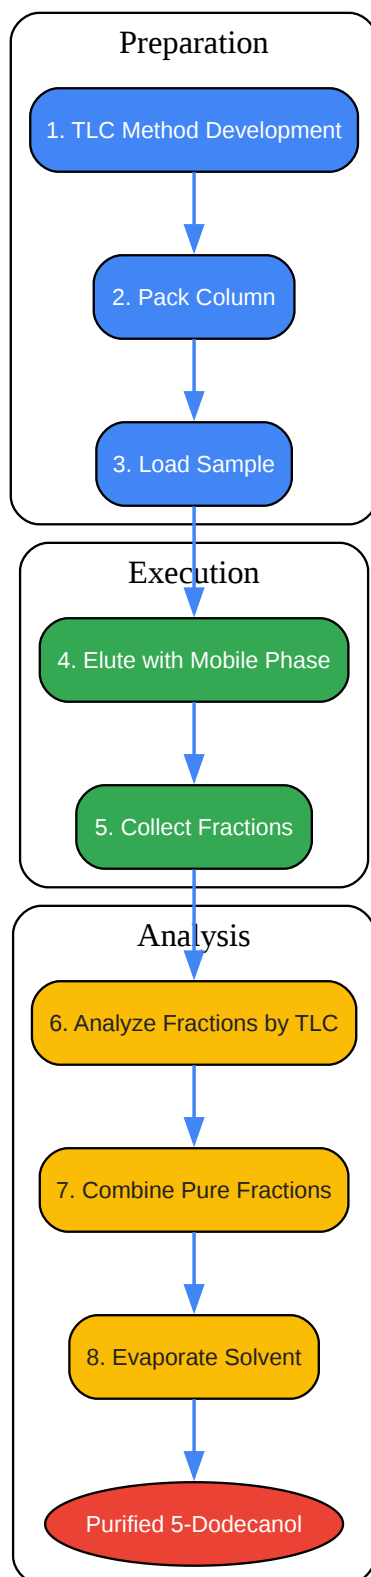 Preparation
1. TLC Method Development
2. Pack Column
3. Load Sample
Execution
4. Elute with Mobile Phase
5. Collect Fractions
Analysis
6. Analyze Fractions by TLC
7. Combine Pure Fractions
8. Evaporate Solvent
Purified 5-Dodecanol